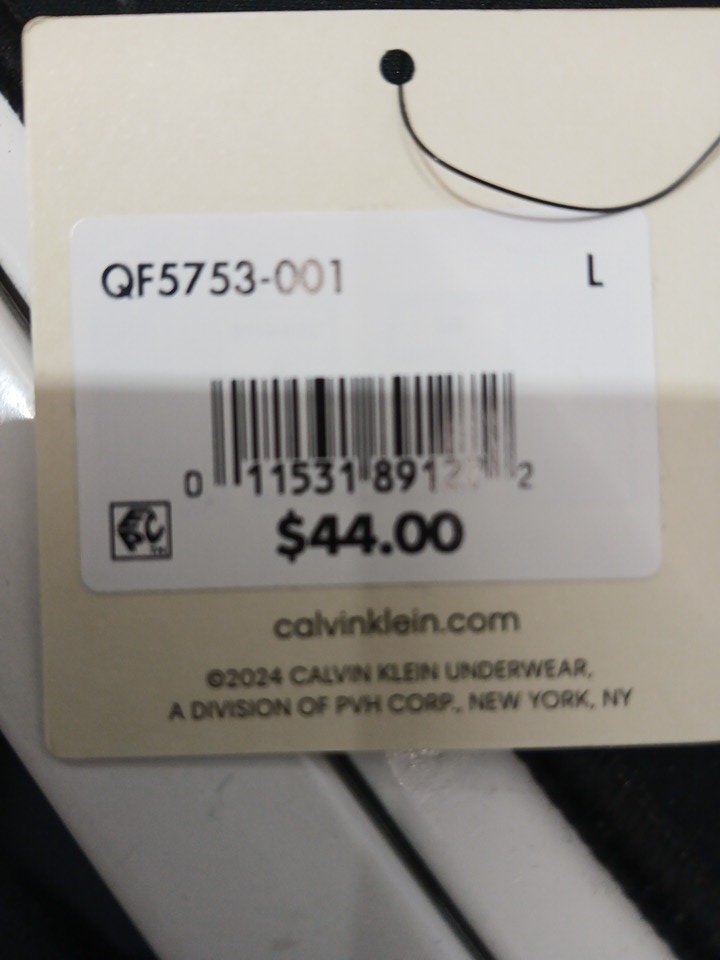 QF5753-001 L
0 11531 891 2
$44.00
calvinklein.com
©2024 CALVIN KLEIN UNDERWEAR,
A DIVISION OF PVH CORP., NEW YORK, NY